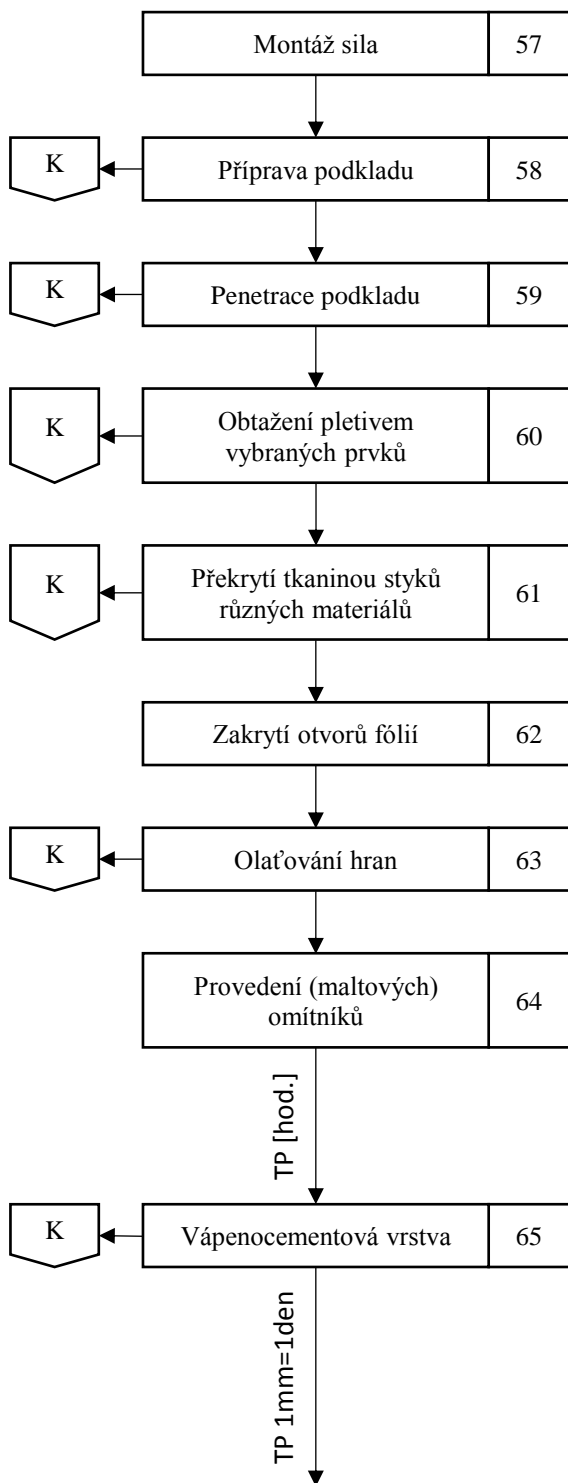 Montáž sila 57
K Příprava podkladu 58
K Penetrace podkladu 59
K Obtažení pletivem
vybraných prvků 60
K Překrytí tkaninou styků
různých materiálů 61
Zakrytí otvorů fólií 62
K Olaťování hran 63
Provedení (maltových)
omítníků 64
TP [hod.]
K Vápenocementová vrstva 65
TP 1mm=1den